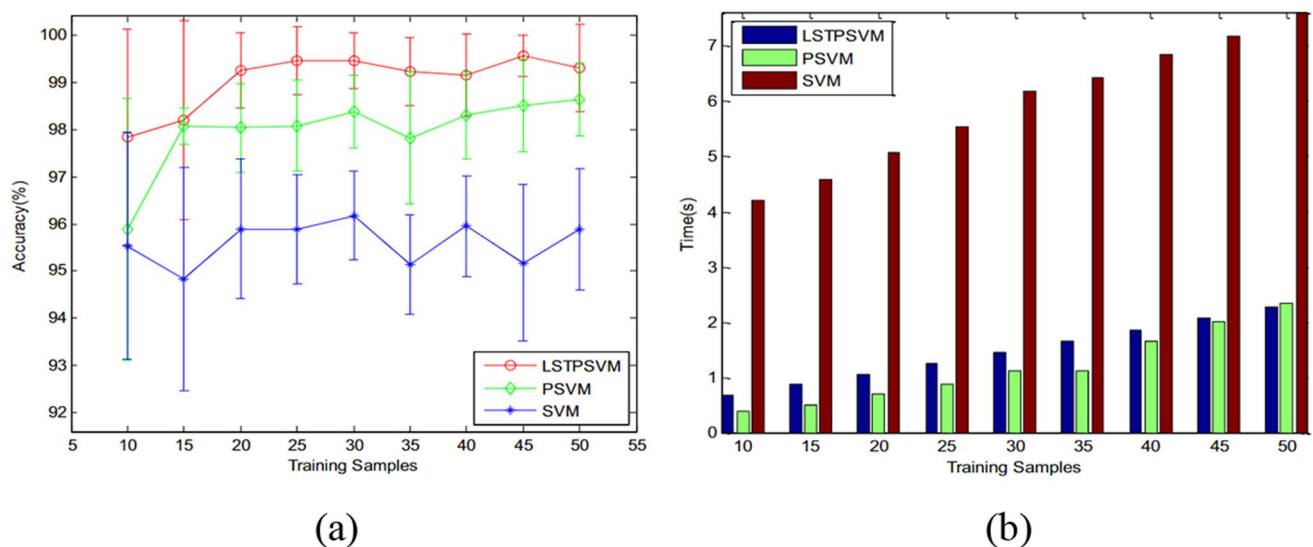 100
99
98
97
96
95
94
93
92
Accuracy(%)
LSTPSVM
PSVM
SVM
5 10 15 20 25 30 35 40 45 50 55
Training Samples
(a)
LSTPSVM
PSVM
SVM
7
6
5
4
3
2
1
0
Time(s)
10 15 20 25 30 35 40 45 50
Training Samples
(b)